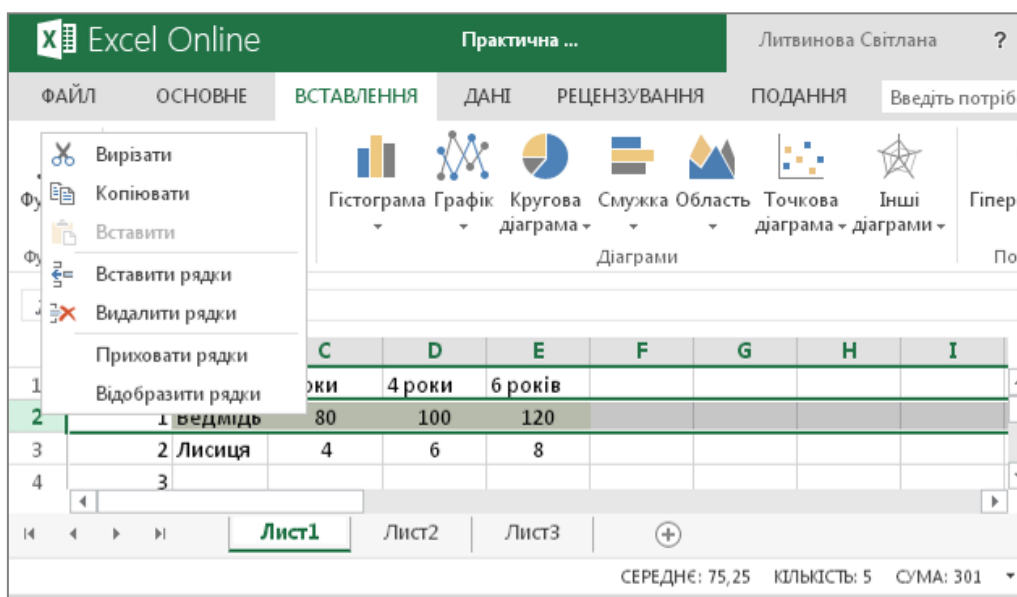 Excel Online Практична ... Литвинова Світлана ?
ФАЙЛ ОСНОВНЕ ВСТАВЛЕННЯ ДАНІ РЕЦЕНЗУВАННЯ ПОДАННЯ Введіть потріб
Вирізати
Копіювати
Вставити
Вставити рядки
Видалити рядки
Приховати рядки
Відобразити рядки
Гістограма Графік Кругова діаграма Смужка Область Точкова діаграма Інші діаграми Гіпер
Діаграми По
C D E F G H I
1 оки 4 роки 6 років
2 1 Ведмідь 80 100 120
3 2 Лисиця 4 6 8
4 3
Лист1 Лист2 Лист3
СЕРЕДНЄ: 75,25 КІЛЬКІСТЬ: 5 СУМА: 301